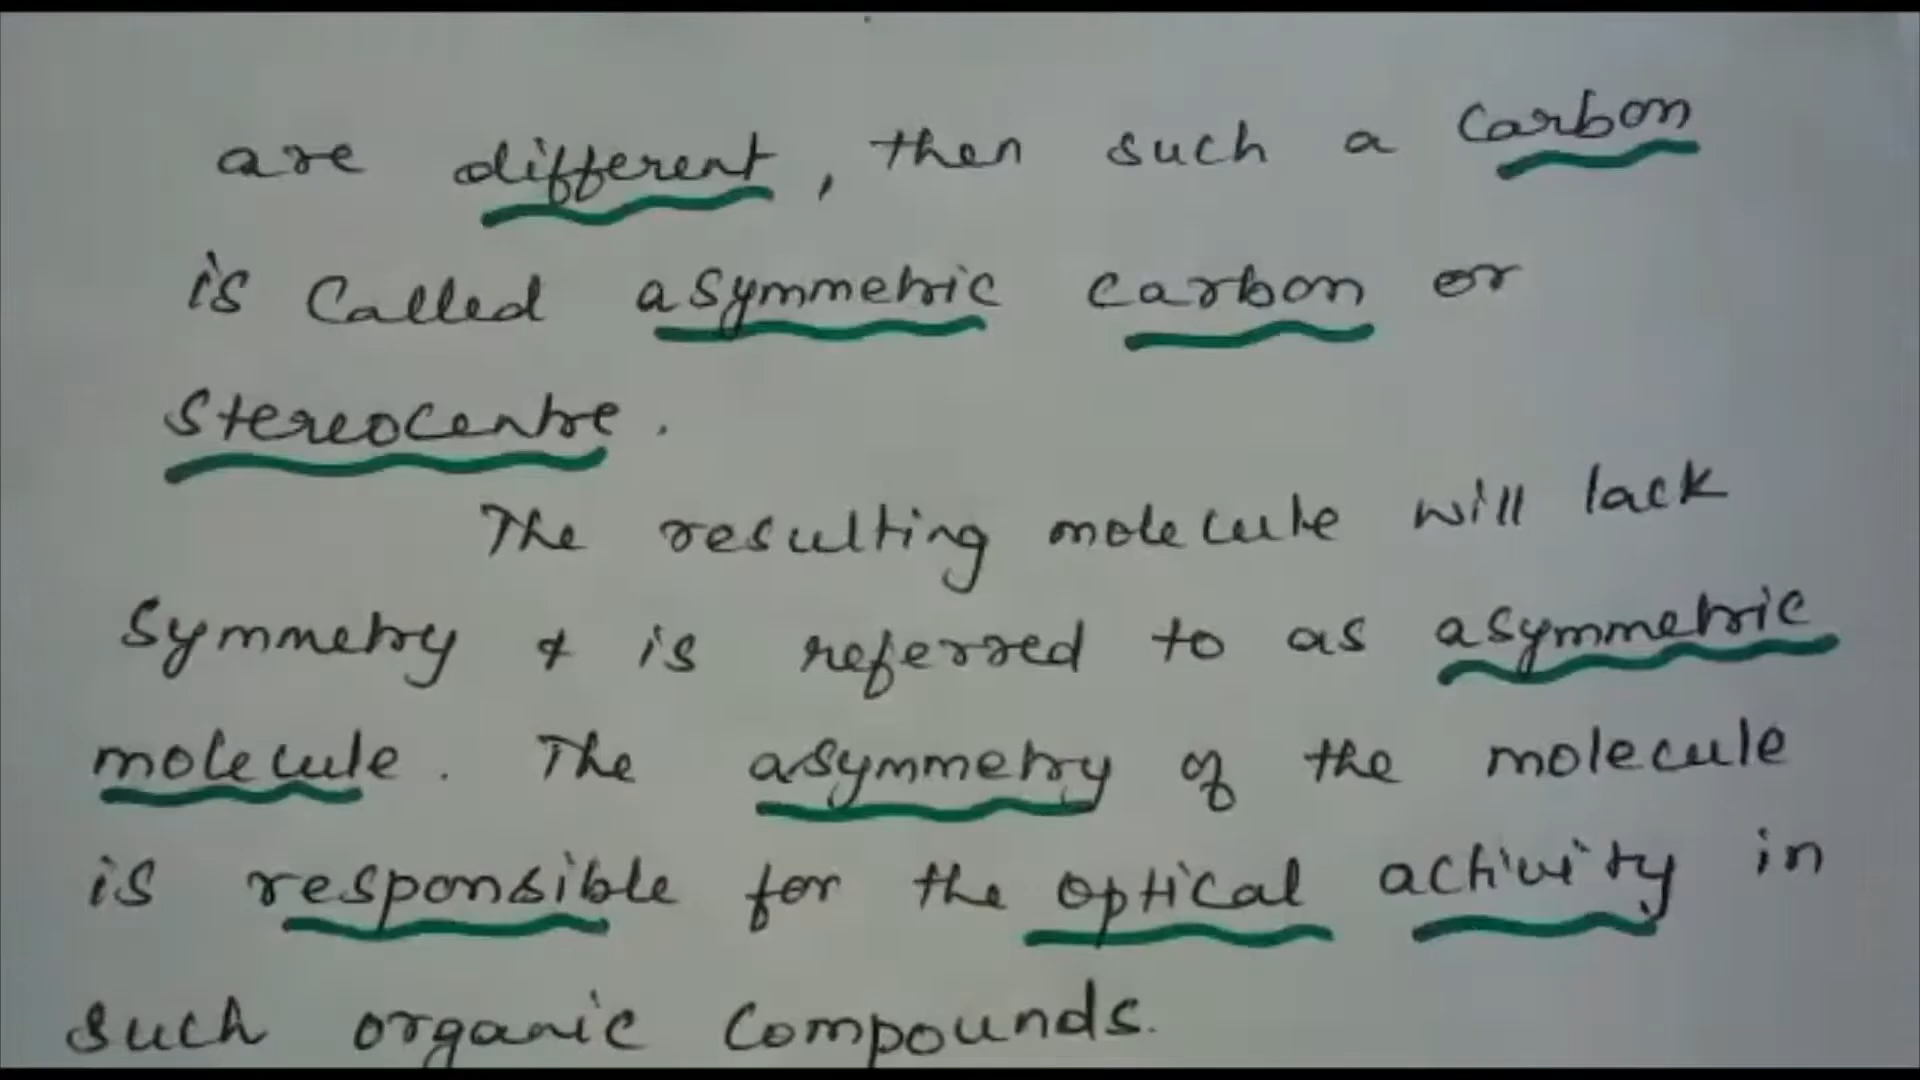 are different, then such a carbon
is called asymmetric carbon or
stereocentre.
The resulting molecule will lack
symmetry & is referred to as asymmetric
molecule. The asymmetry of the molecule
is responsible for the optical activity in
such organic compounds.